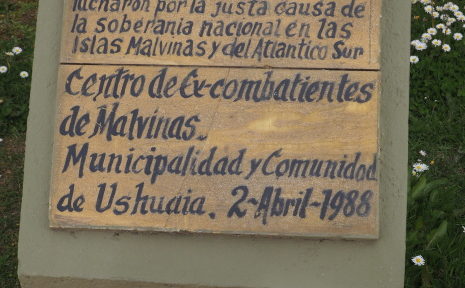 lucharon por la justa causa de
la soberanía nacional en las
Islas Malvinas y del Atlantico Sur
Centro de Ex-combatientes
de Malvinas.
Municipalidad y Comunidad
de Ushuaia. 2-Abril-1988